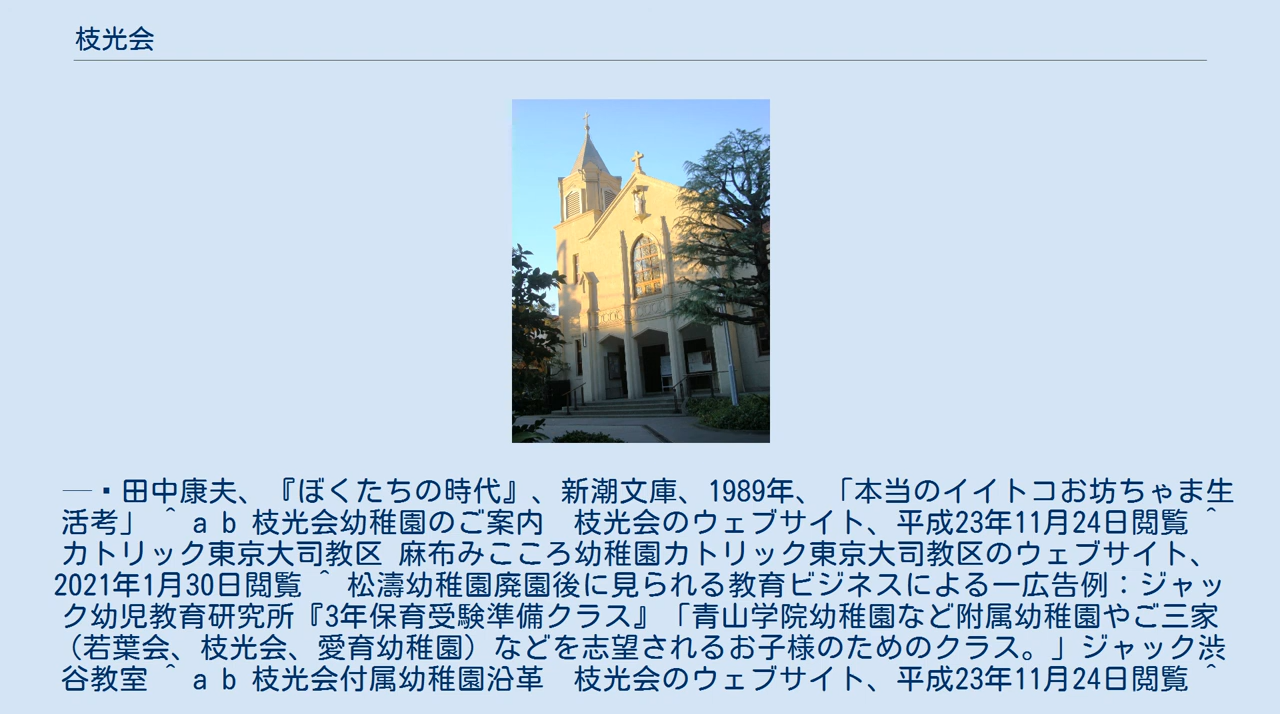 枝光会
―▪田中康夫、『ぼくたちの時代』、新潮文庫、1989年、「本当のイイトコお坊ちゃま生
活考」 ^ a b 枝光会幼稚園のご案内　枝光会のウェブサイト、平成23年11月24日閲覧 ^
カトリック東京大司教区 麻布みこころ幼稚園カトリック東京大司教区のウェブサイト、
2021年1月30日閲覧 ^ 松濤幼稚園廃園後に見られる教育ビジネスによる一広告例：ジャッ
ク幼児教育研究所『3年保育受験準備クラス』「青山学院幼稚園など附属幼稚園やご三家
（若葉会、枝光会、愛育幼稚園）などを志望されるお子様のためのクラス。」ジャック渋
谷教室 ^ a b 枝光会付属幼稚園沿革　枝光会のウェブサイト、平成23年11月24日閲覧 ^